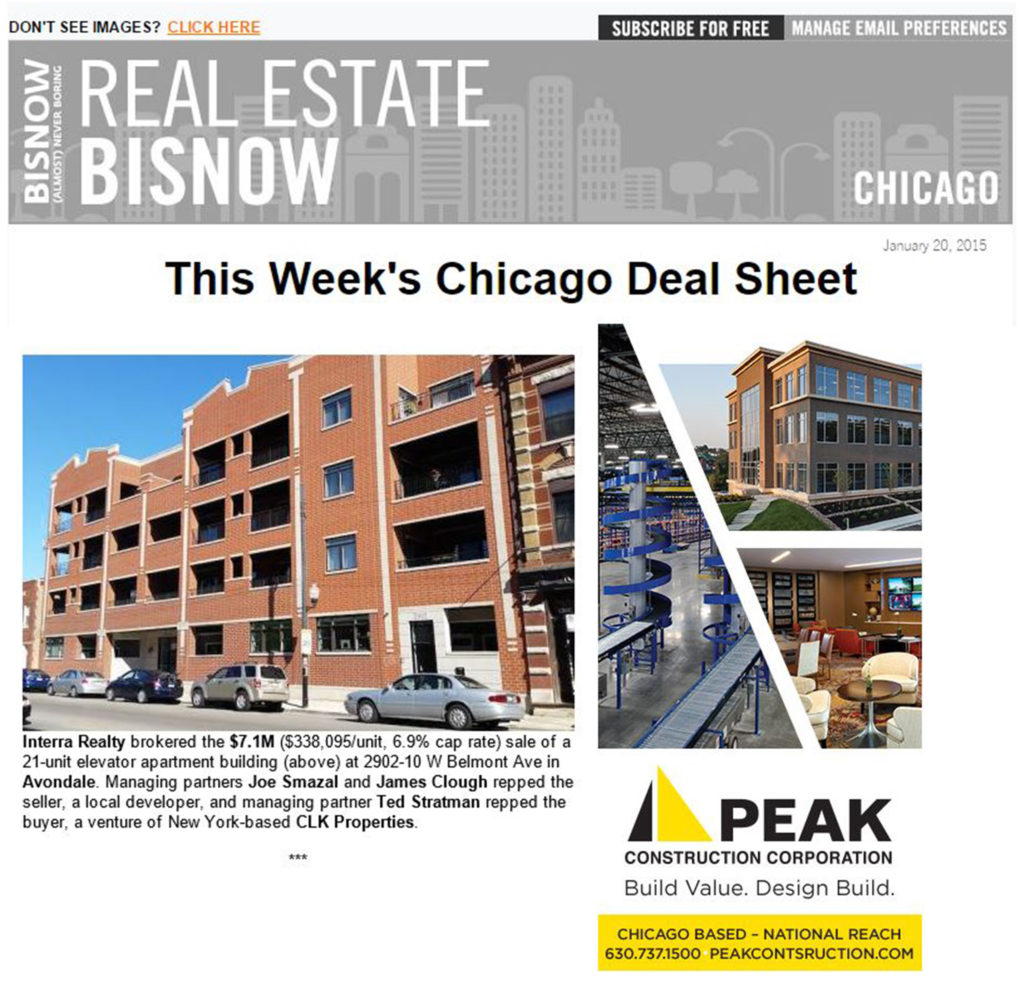 DON'T SEE IMAGES? CLICK HERE
SUBSCRIBE FOR FREE
MANAGE EMAIL PREFERENCES
BISNOW
(ALMOST) NEVER BORING
REAL ESTATE
BISNOW
CHICAGO
January 20, 2015
This Week's Chicago Deal Sheet
Interra Realty brokered the $7.1M ($338,095/unit, 6.9% cap rate) sale of a
21-unit elevator apartment building (above) at 2902-10 W Belmont Ave in
Avondale. Managing partners Joe Smazal and James Clough repped the
seller, a local developer, and managing partner Ted Stratman repped the
buyer, a venture of New York-based CLK Properties.
***
PEAK
CONSTRUCTION CORPORATION
Build Value. Design Build.
CHICAGO BASED – NATIONAL REACH
630.737.1500 • PEAKCONTSRUCTION.COM